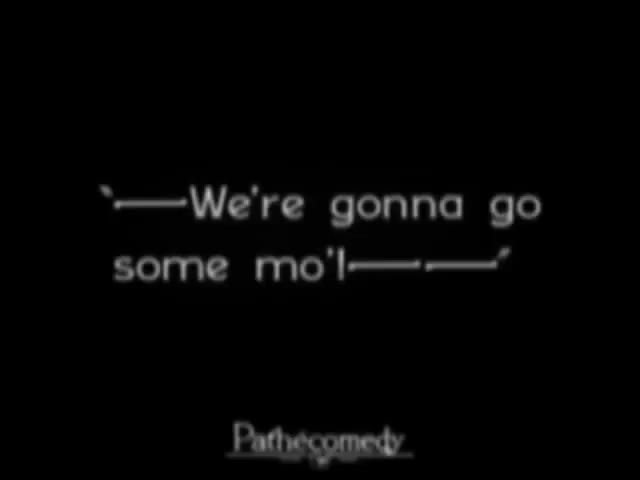 ‵——We're gonna go
some mo'l—— ——′
Pathécomedy